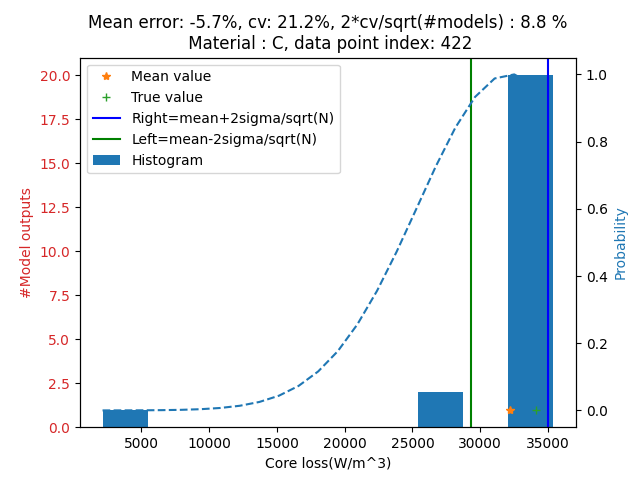 Mean error: -5.7%, cv: 21.2%, 2*cv/sqrt(#models) : 8.8 %
Material : C, data point index: 422
Mean value
True value
Right=mean+2sigma/sqrt(N)
Left=mean-2sigma/sqrt(N)
Histogram
#Model outputs
20.0
17.5
15.0
12.5
10.0
7.5
5.0
2.5
0.0
1.0
0.8
0.6
0.4
0.2
0.0
Probability
5000 10000 15000 20000 25000 30000 35000
Core loss(W/m^3)